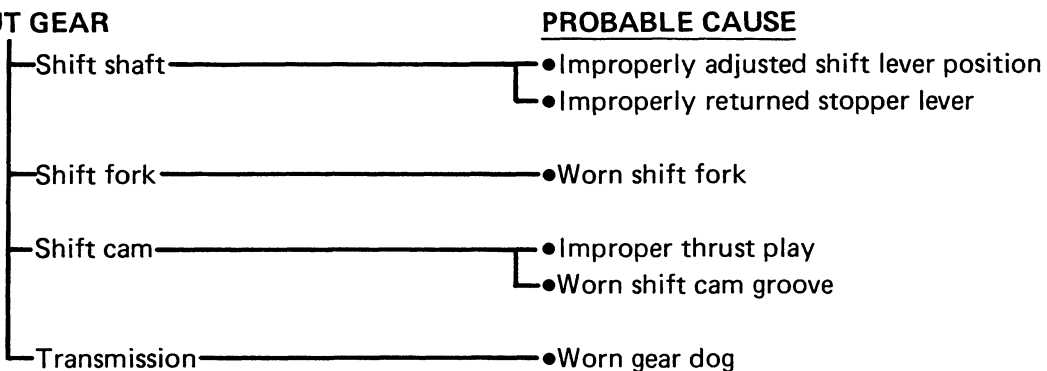 GEAR PROBABLE CAUSE
Shift shaft •Improperly adjusted shift lever position
•Improperly returned stopper lever
Shift fork •Worn shift fork
Shift cam •Improper thrust play
•Worn shift cam groove
Transmission •Worn gear dog